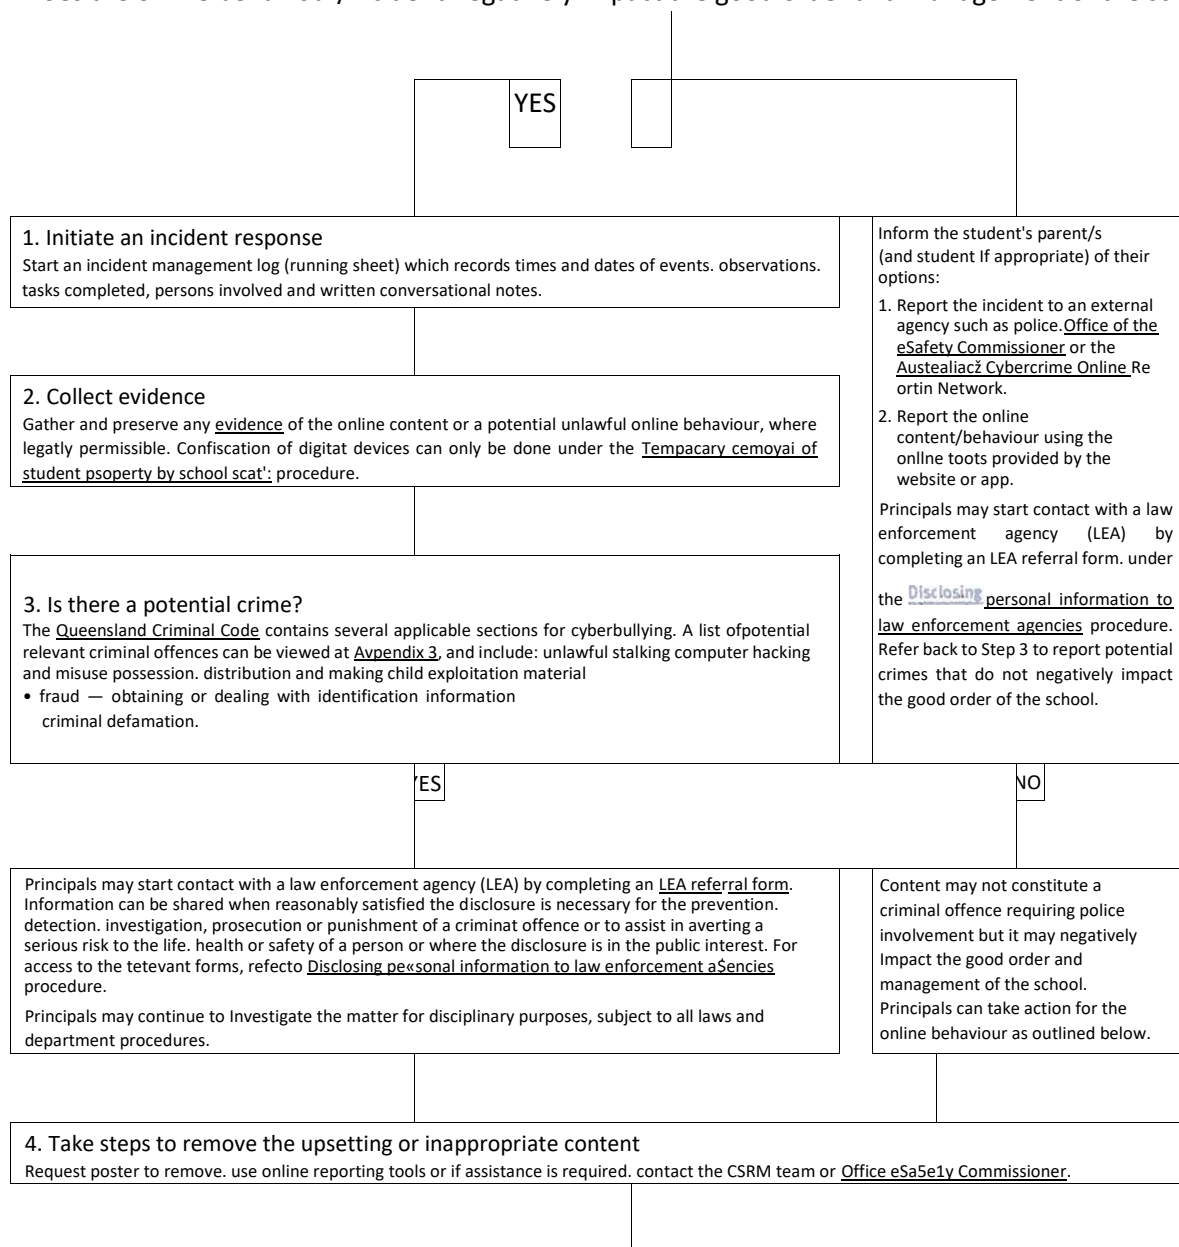 negatively impact the good order and management
YES
1. Initiate an incident response
Start an incident management log (running sheet) which records times and dates of events. observations.
tasks completed, persons involved and written conversational notes.
2. Collect evidence
Gather and preserve any evidence of the online content or a potential unlawful online behaviour, where
legatly permissible. Confiscation of digitat devices can only be done under the Tempacary cemoyai of
student psoperty by school scat': procedure.
3. Is there a potential crime?
The Queensland Criminal Code contains several applicable sections for cyberbullying. A list ofpotential
relevant criminal offences can be viewed at Avpendix 3, and include: unlawful stalking computer hacking
and misuse possession. distribution and making child exploitation material
• fraud — obtaining or dealing with identification information
criminal defamation.
Inform the student's parent/s
(and student If appropriate) of their
options:
1. Report the incident to an external
agency such as police.Office of the
eSafety Commissioner or the
Austealiacž Cybercrime Online Re
ortin Network.
2. Report the online
content/behaviour using the
onllne toots provided by the
website or app.
Principals may start contact with a law
enforcement agency (LEA) by
completing an LEA referral form. under
the Disclosing personal information to
law enforcement agencies procedure.
Refer back to Step 3 to report potential
crimes that do not negatively impact
the good order of the school.
YES
NO
Principals may start contact with a law enforcement agency (LEA) by completing an LEA referral form.
Information can be shared when reasonably satisfied the disclosure is necessary for the prevention.
detection. investigation, prosecution or punishment of a criminat offence or to assist in averting a
serious risk to the life. health or safety of a person or where the disclosure is in the public interest. For
access to the tetevant forms, refecto Disclosing pe«sonal information to law enforcement a$encies
procedure.
Principals may continue to Investigate the matter for disciplinary purposes, subject to all laws and
department procedures.
Content may not constitute a
criminal offence requiring police
involvement but it may negatively
Impact the good order and
management of the school.
Principals can take action for the
online behaviour as outlined below.
4. Take steps to remove the upsetting or inappropriate content
Request poster to remove. use online reporting tools or if assistance is required. contact the CSRM team or Office eSa5e1y Commissioner.